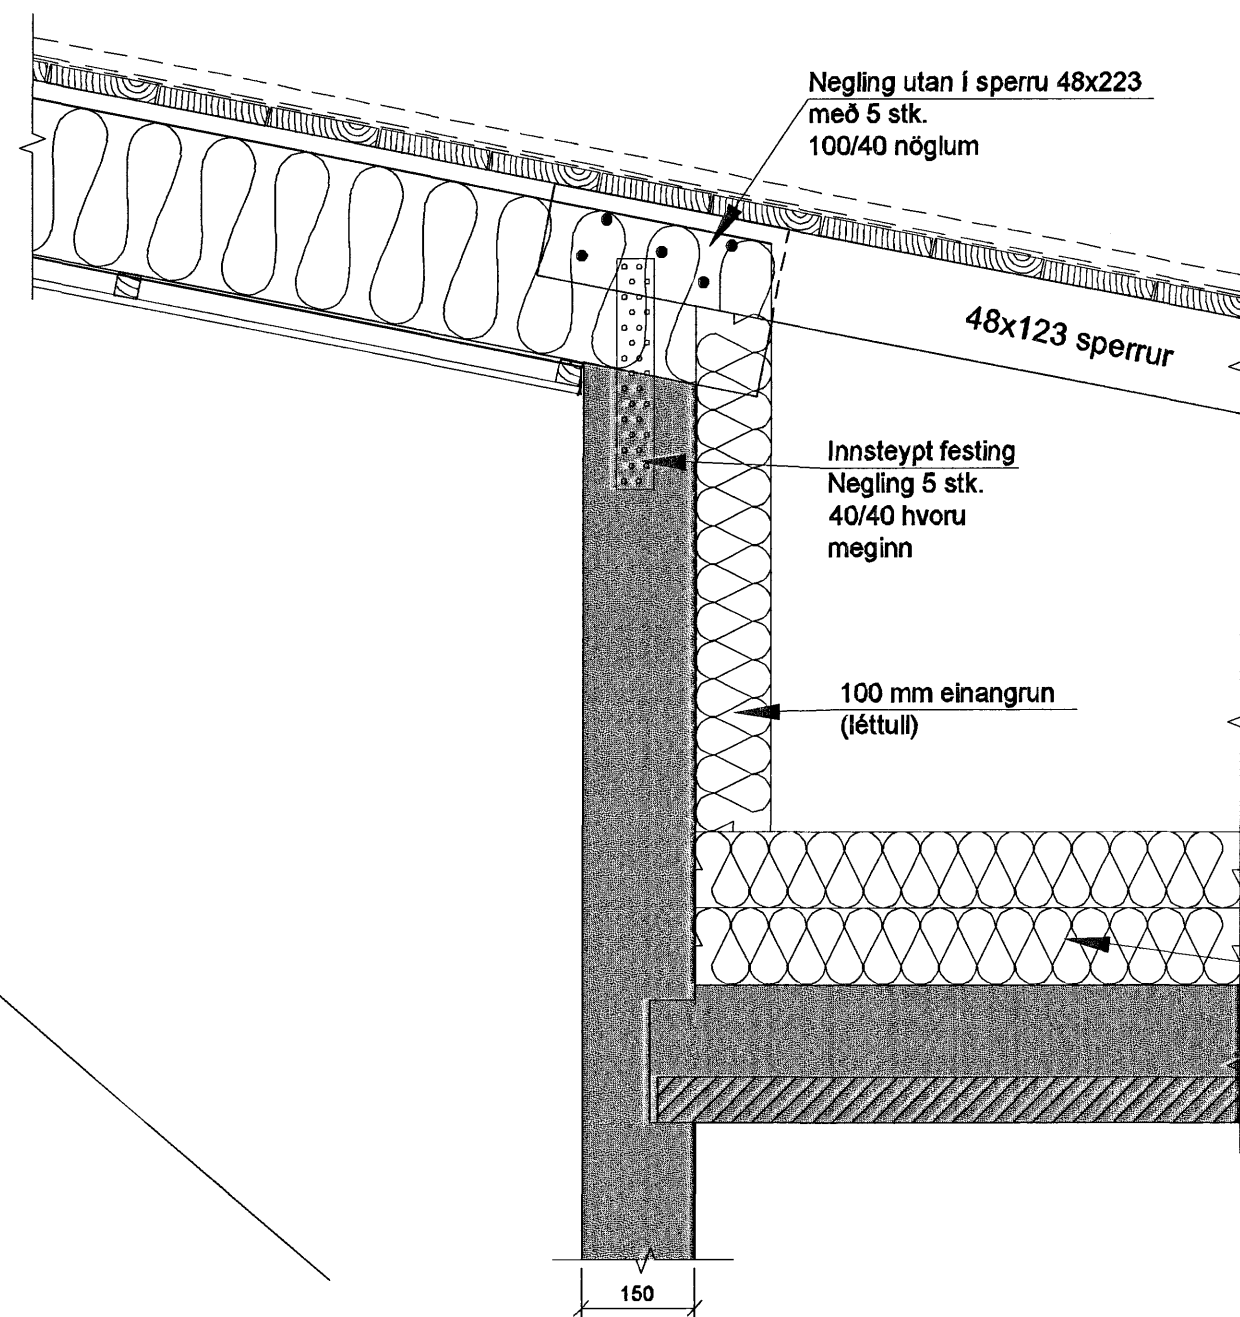 Negling utan í sperru 48x223
með 5 stk.
100/40 nöglum
48x123 sperrur
Innsteypt festing
Negling 5 stk.
40/40 hvoru
meginn
100 mm einangrun
(léttull)
150